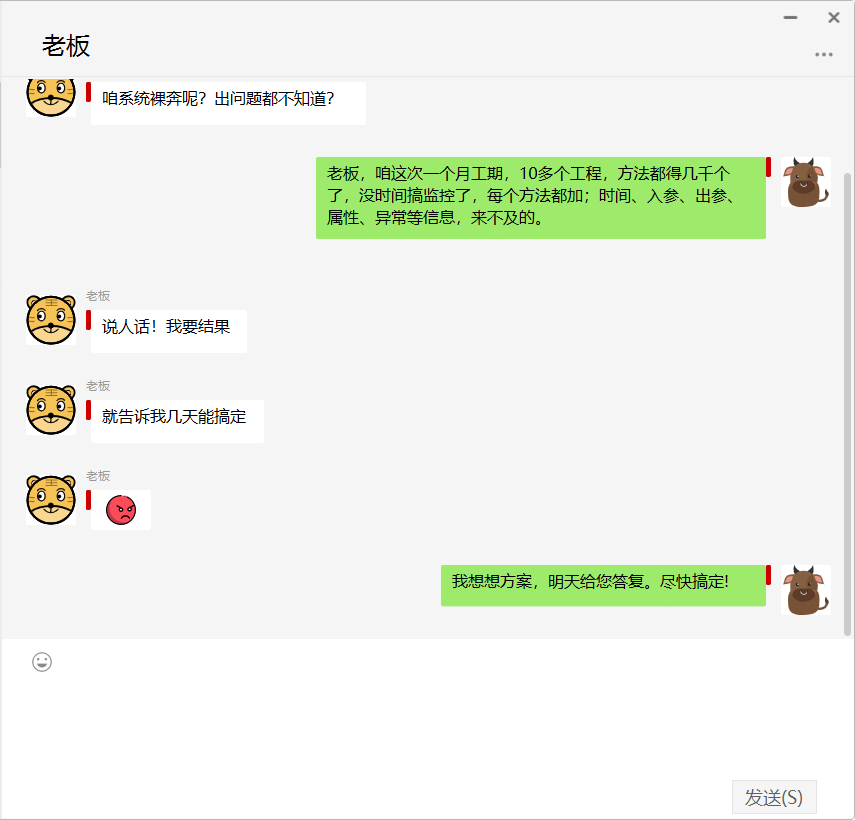 老板
咱系统裸奔呢？出问题都不知道？
老板，咱这次一个月工期，10多个工程，方法都得几千个
了，没时间搞监控了，每个方法都加；时间、入参、出参、
属性、异常等信息，来不及的。
老板
说人话！我要结果
老板
就告诉我几天能搞定
老板
我想想方案，明天给您答复。尽快搞定!
发送(S)